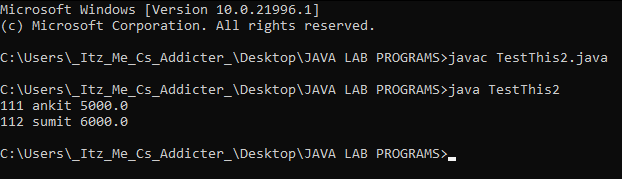 Microsoft Windows [Version 10.0.21996.1]
(c) Microsoft Corporation. All rights reserved.
C:\Users\_Itz_Me_Cs_Addicter_\Desktop\JAVA LAB PROGRAMS>javac TestThis2.java
C:\Users\_Itz_Me_Cs_Addicter_\Desktop\JAVA LAB PROGRAMS>java TestThis2
111 ankit 5000.0
112 sumit 6000.0
C:\Users\_Itz_Me_Cs_Addicter_\Desktop\JAVA LAB PROGRAMS>